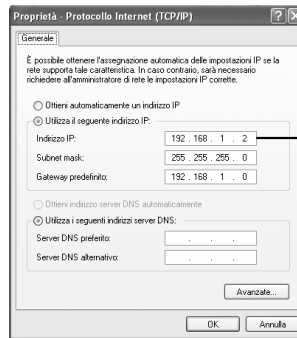 Proprietà - Protocollo Internet (TCP/IP)
Generale
È possibile ottenere l'assegnazione automatica delle impostazioni IP se la
rete supporta tale caratteristica. In caso contrario, sarà necessario
richiedere all'amministratore di rete le impostazioni IP corrette.
Ottieni automaticamente un indirizzo IP
Utilizza il seguente indirizzo IP:
Indirizzo IP: 192 . 168 . 1 . 2
Subnet mask: 255 . 255 . 255 . 0
Gateway predefinito: 192 . 168 . 1 . 0
Ottieni indirizzo server DNS automaticamente
Utilizza i seguenti indirizzi server DNS:
Server DNS preferito: . . .
Server DNS alternativo: . . .
Avanzate...
OK Annulla